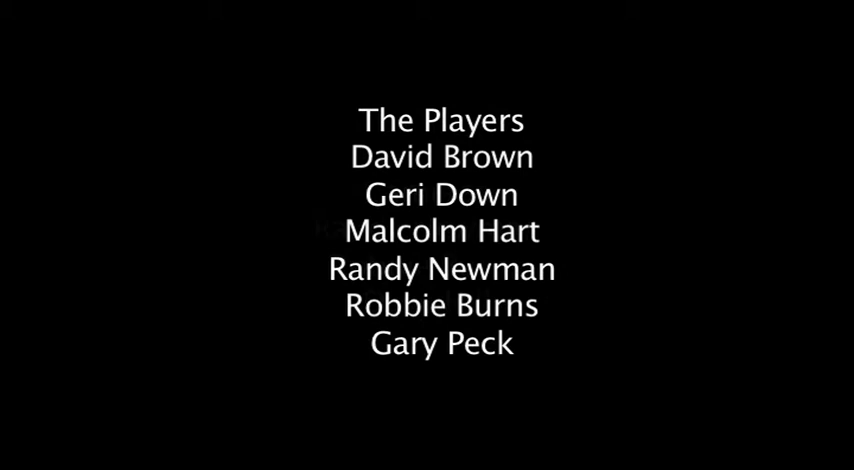 The Players
David Brown
Geri Down
Malcolm Hart
Randy Newman
Robbie Burns
Gary Peck